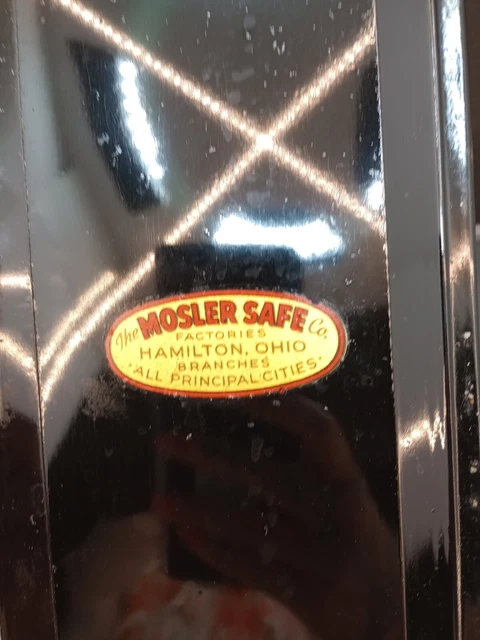 The MOSLER SAFE Co.
FACTORIES
HAMILTON, OHIO
BRANCHES
·ALL PRINCIPAL CITIES·